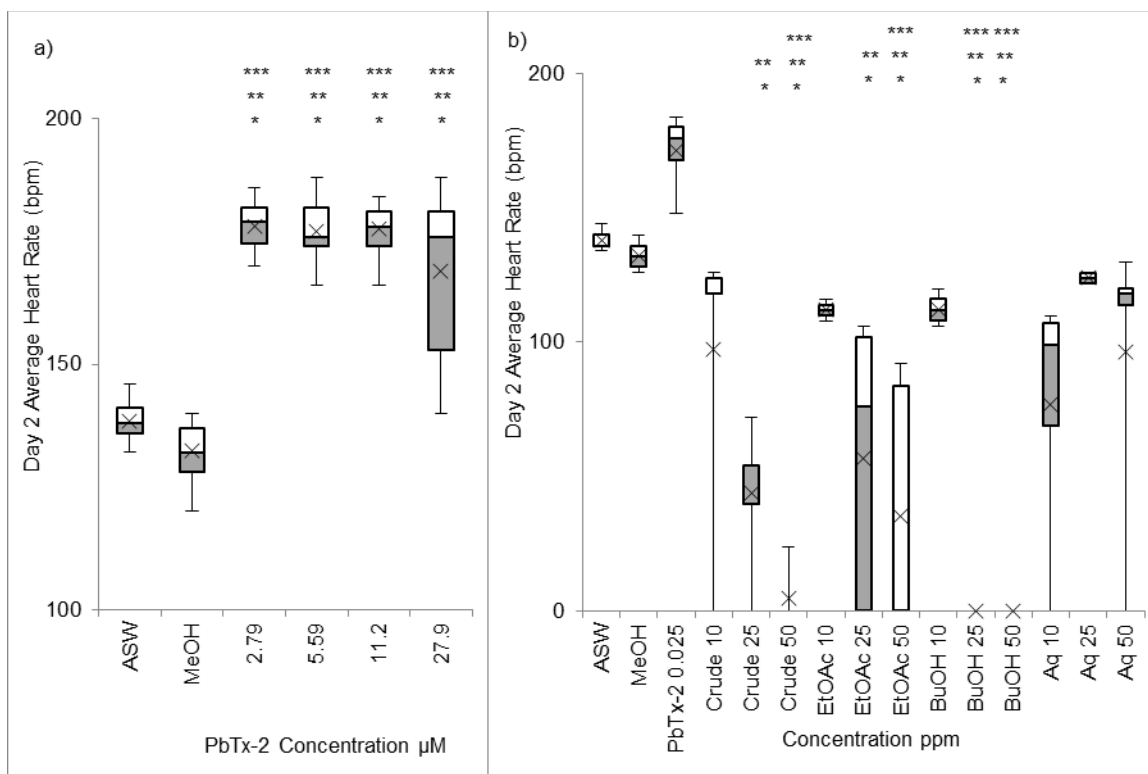 a)
*** *** *** ***
** ** ** **
* * * *
Day 2 Average Heart Rate (bpm)
200
150
100
ASW
MeOH
2.79
5.59
11.2
27.9
PbTx-2 Concentration µM
b)
*** *** *** ***
** ** ** ** ** **
* * * * * *
Day 2 Average Heart Rate (bpm)
200
100
0
ASW
MeOH
PbTx-2 0.025
Crude 10
Crude 25
Crude 50
EtOAc 10
EtOAc 25
EtOAc 50
BuOH 10
BuOH 25
BuOH 50
Aq 10
Aq 25
Aq 50
Concentration ppm